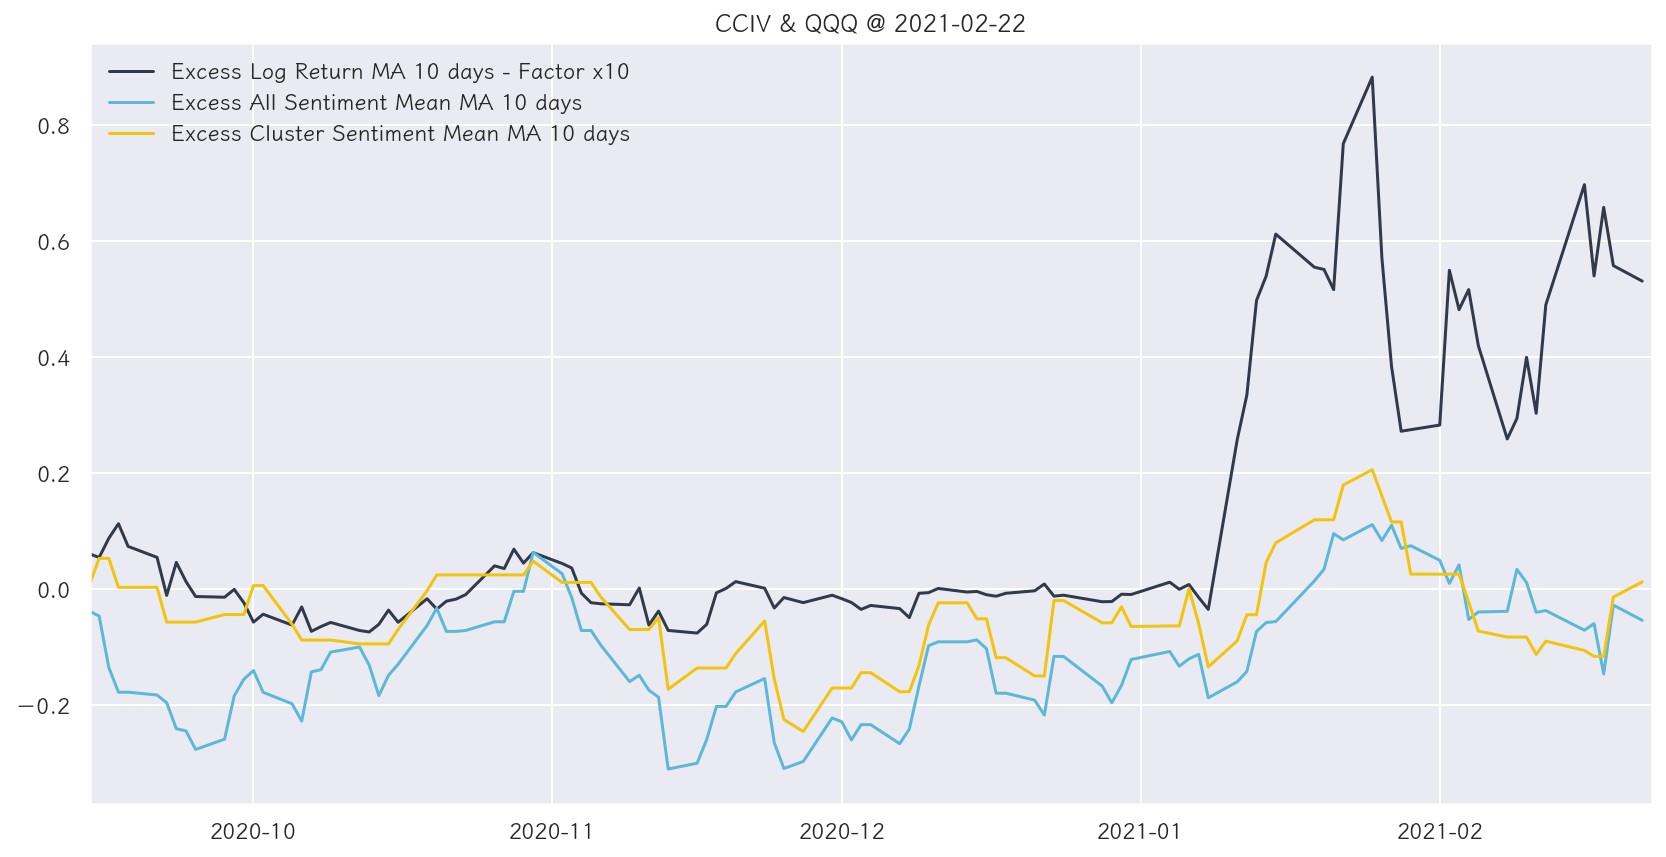 CCIV & QQQ @ 2021-02-22
Excess Log Return MA 10 days - Factor x10
Excess All Sentiment Mean MA 10 days
Excess Cluster Sentiment Mean MA 10 days
0.8
0.6
0.4
0.2
0.0
−0.2
2020-10 2020-11 2020-12 2021-01 2021-02